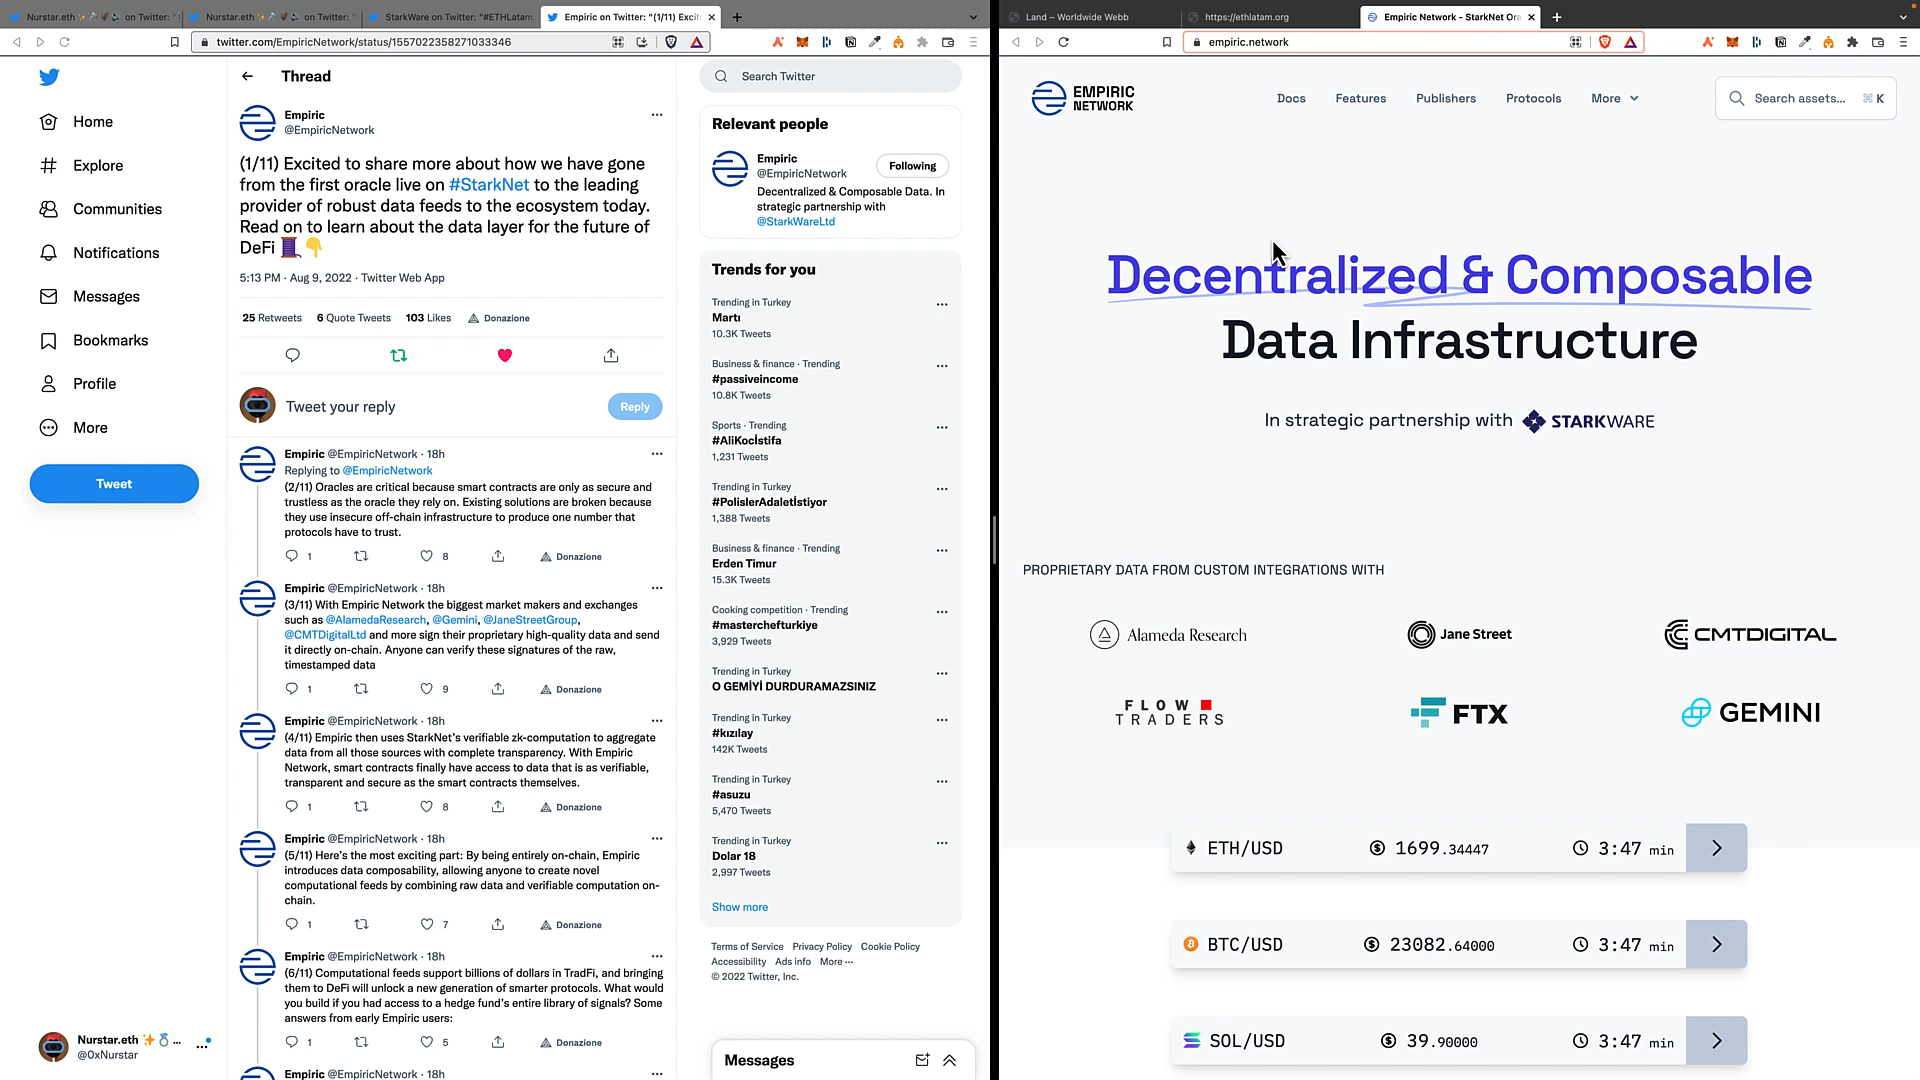 Nurstar.eth
on Twitter: "
Nurstar.eth
on Twitter: "
StarkWare on Twitter: "#ETHLatam
Empiric on Twitter: "(1/11) Excit
Land – Worldwide Webb
https://ethlatam.org
Empiric Network - StarkNet Ora
twitter.com/EmpiricNetwork/status/1557022358271033346
empiric.network
Home
Explore
Communities
Notifications
Messages
Bookmarks
Profile
More
Tweet
Nurstar.eth ...
@0xNurstar
Thread
Empiric
@EmpiricNetwork
(1/11) Excited to share more about how we have gone
from the first oracle live on #StarkNet to the leading
provider of robust data feeds to the ecosystem today.
Read on to learn about the data layer for the future of
DeFi
5:13 PM · Aug 9, 2022 · Twitter Web App
25 Retweets 6 Quote Tweets 103 Likes Donazione
Tweet your reply
Reply
Empiric @EmpiricNetwork · 18h
Replying to @EmpiricNetwork
(2/11) Oracles are critical because smart contracts are only as secure and
trustless as the oracle they rely on. Existing solutions are broken because
they use insecure off-chain infrastructure to produce one number that
protocols have to trust.
1 8 Donazione
Empiric @EmpiricNetwork · 18h
(3/11) With Empiric Network the biggest market makers and exchanges
such as @AlamedaResearch, @Gemini, @JaneStreetGroup,
@CMTDigitalLtd and more sign their proprietary high-quality data and send
it directly on-chain. Anyone can verify these signatures of the raw,
timestamped data
1 9 Donazione
Empiric @EmpiricNetwork · 18h
(4/11) Empiric then uses StarkNet's verifiable zk-computation to aggregate
data from all those sources with complete transparency. With Empiric
Network, smart contracts finally have access to data that is as verifiable,
transparent and secure as the smart contracts themselves.
1 8 Donazione
Empiric @EmpiricNetwork · 18h
(5/11) Here's the most exciting part: By being entirely on-chain, Empiric
introduces data composability, allowing anyone to create novel
computational feeds by combining raw data and verifiable computation on-
chain.
1 7 Donazione
Empiric @EmpiricNetwork · 18h
(6/11) Computational feeds support billions of dollars in TradFi, and bringing
them to DeFi will unlock a new generation of smarter protocols. What would
you build if you had access to a hedge fund's entire library of signals? Some
answers from early Empiric users:
1 5 Donazione
Empiric @EmpiricNetwork · 18h
Search Twitter
Relevant people
Empiric
@EmpiricNetwork
Following
Decentralized & Composable Data. In
strategic partnership with
@StarkWareLtd
Trends for you
Trending in Turkey
Martı
10.3K Tweets
Business & finance · Trending
#passiveincome
10.8K Tweets
Sports · Trending
#AliKocİstifa
1,231 Tweets
Trending in Turkey
#PolislerAdaletİstiyor
1,388 Tweets
Business & finance · Trending
Erden Timur
15.3K Tweets
Cooking competition · Trending
#masterchefturkiye
3,929 Tweets
Trending in Turkey
O GEMİYİ DURDURAMAZSINIZ
Trending in Turkey
#kızılay
142K Tweets
Trending in Turkey
#asuzu
5,470 Tweets
Trending in Turkey
Dolar 18
2,997 Tweets
Show more
Terms of Service Privacy Policy Cookie Policy
Accessibility Ads info More ···
© 2022 Twitter, Inc.
Messages
EMPIRIC
NETWORK
Docs
Features
Publishers
Protocols
More
Search assets... ⌘ K
Decentralized & Composable
Data Infrastructure
In strategic partnership with STARKWARE
PROPRIETARY DATA FROM CUSTOM INTEGRATIONS WITH
Alameda Research
Jane Street
CMTDIGITAL
FLOW
TRADERS
FTX
GEMINI
ETH/USD 1699.34447 3:47 min
BTC/USD 23082.64000 3:47 min
SOL/USD 39.90000 3:47 min